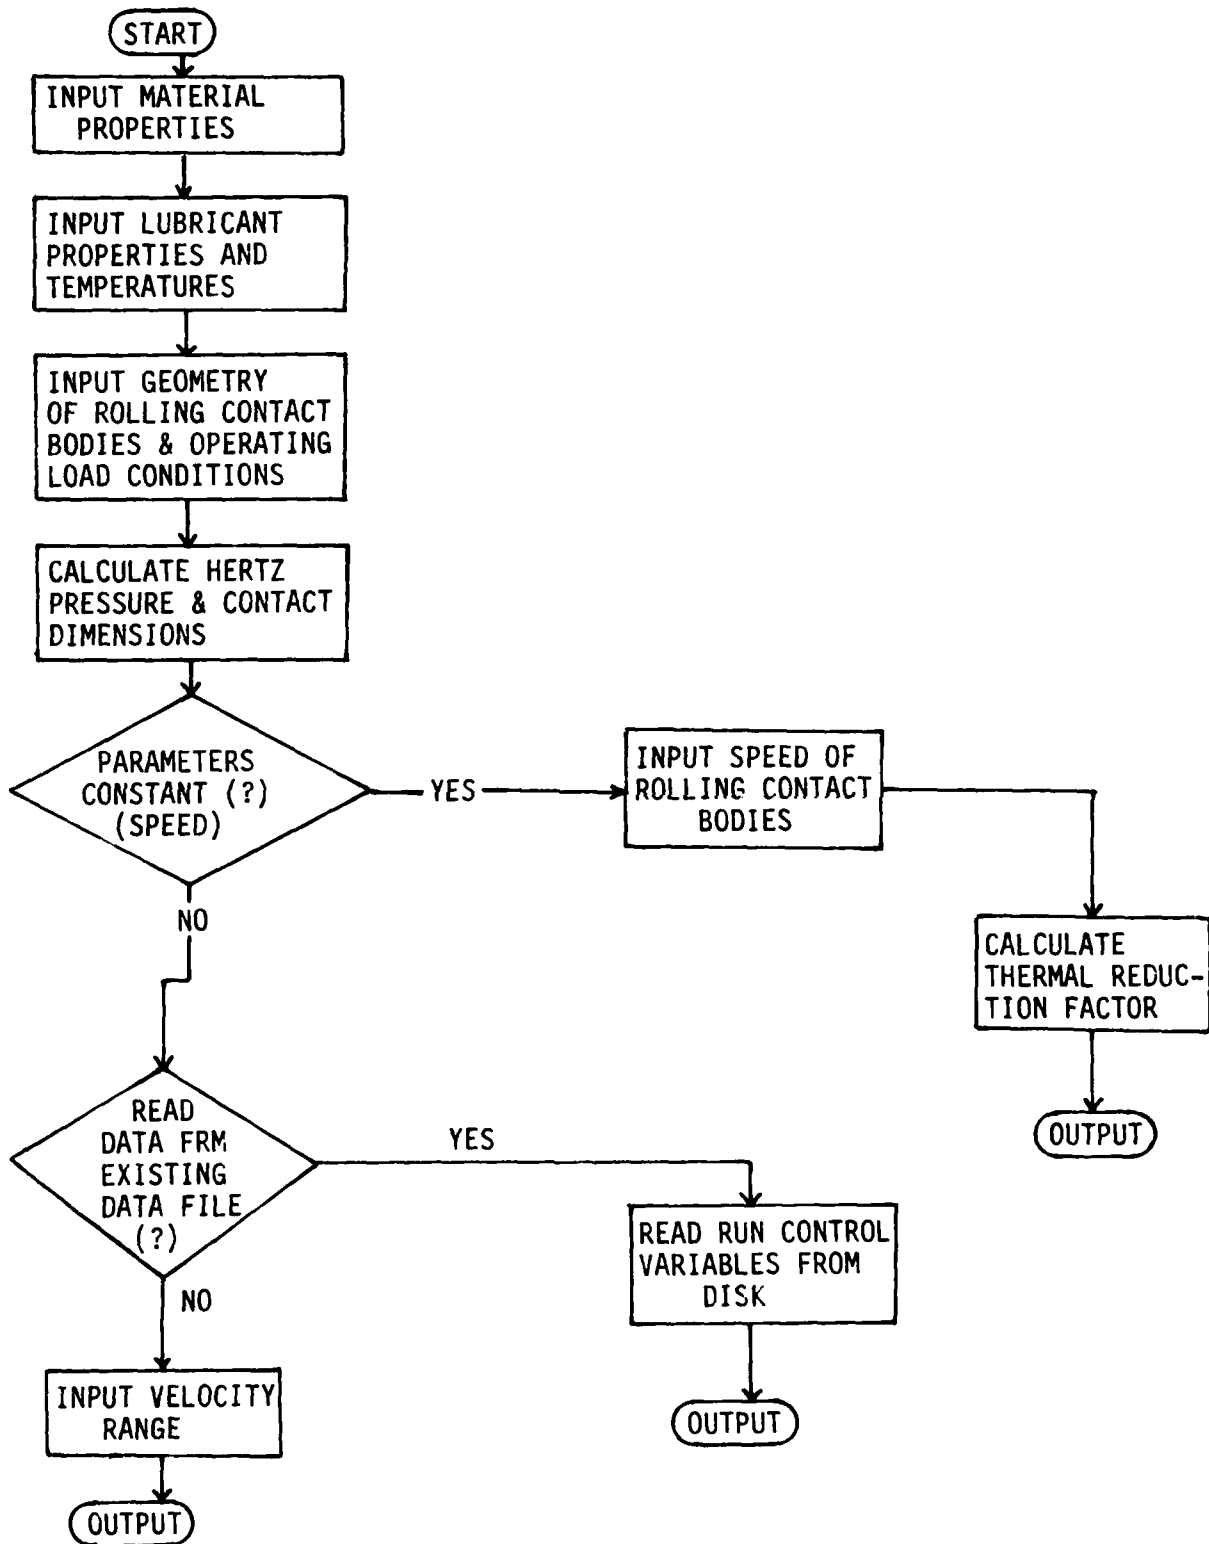 START
INPUT MATERIAL
PROPERTIES
INPUT LUBRICANT
PROPERTIES AND
TEMPERATURES
INPUT GEOMETRY
OF ROLLING CONTACT
BODIES & OPERATING
LOAD CONDITIONS
CALCULATE HERTZ
PRESSURE & CONTACT
DIMENSIONS
PARAMETERS
CONSTANT (?)
(SPEED)
YES
INPUT SPEED OF
ROLLING CONTACT
BODIES
CALCULATE
THERMAL REDUC-
TION FACTOR
OUTPUT
NO
READ
DATA FRM
EXISTING
DATA FILE
(?)
YES
READ RUN CONTROL
VARIABLES FROM
DISK
OUTPUT
NO
INPUT VELOCITY
RANGE
OUTPUT